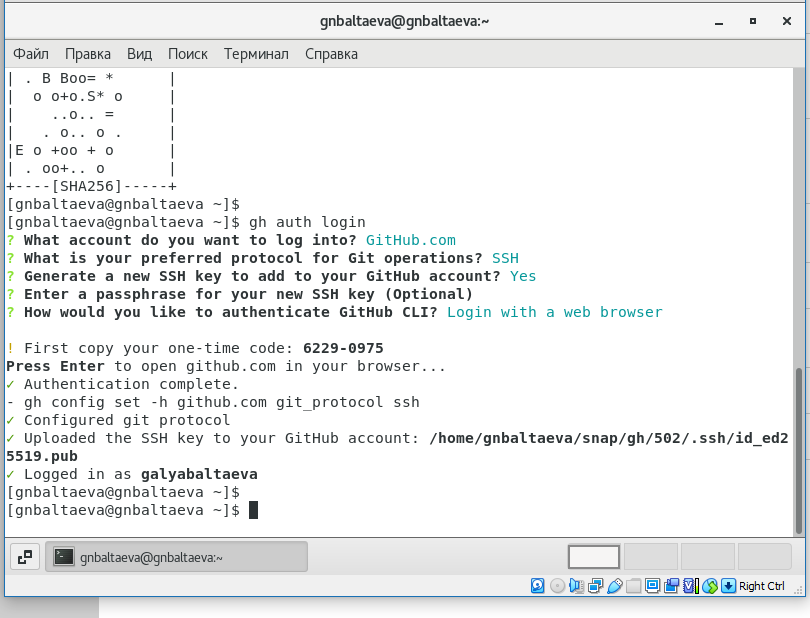 gnbaltaeva@gnbaltaeva:~
Файл Правка Вид Поиск Терминал Справка
| . B Boo= *      |
|  o o+o.S* o     |
|    ..o.. =      |
|   . o.. o .     |
|E o +oo + o      |
| . oo+.. o       |
+----[SHA256]-----+
[gnbaltaeva@gnbaltaeva ~]$
[gnbaltaeva@gnbaltaeva ~]$ gh auth login
? What account do you want to log into? GitHub.com
? What is your preferred protocol for Git operations? SSH
? Generate a new SSH key to add to your GitHub account? Yes
? Enter a passphrase for your new SSH key (Optional)
? How would you like to authenticate GitHub CLI? Login with a web browser
! First copy your one-time code: 6229-0975
Press Enter to open github.com in your browser...
✓ Authentication complete.
- gh config set -h github.com git_protocol ssh
✓ Configured git protocol
✓ Uploaded the SSH key to your GitHub account: /home/gnbaltaeva/snap/gh/502/.ssh/id_ed2
5519.pub
✓ Logged in as galyabaltaeva
[gnbaltaeva@gnbaltaeva ~]$
[gnbaltaeva@gnbaltaeva ~]$
gnbaltaeva@gnbaltaeva:~
Right Ctrl